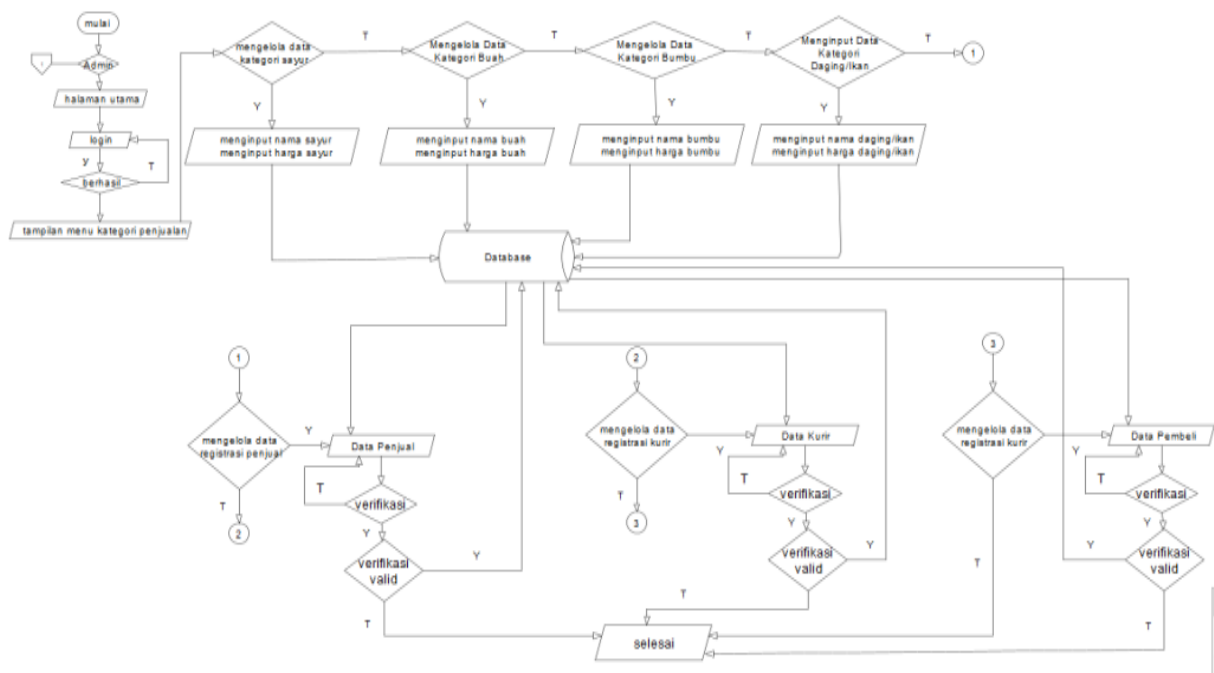 mulai
Admin
halaman utama
login
y
T
berhasil
tampilan menu kategori penjualan
mengelola data
kategori sayur
T
Y
menginput nama sayur
menginput harga sayur
Mengelola Data
Kategori Buah
T
Y
menginput nama buah
menginput harga buah
Mengelola Data
Kategori Bumbu
T
Y
menginput nama bumbu
menginput harga bumbu
Menginput Data
Kategori
Daging/Ikan
T
1
Y
menginput nama daging/ikan
menginput harga daging/ikan
Database
1
mengelola data
registrasi penjual
Y
Data Penjual
T
verifikasi
T
2
Y
verifikasi
valid
Y
T
2
mengelola data
registrasi kurir
Y
Data Kurir
T
verifikasi
T
3
Y
verifikasi
valid
Y
T
3
mengelola data
registrasi kurir
Y
Data Pembeli
T
verifikasi
Y
verifikasi
valid
Y
T
T
selesai